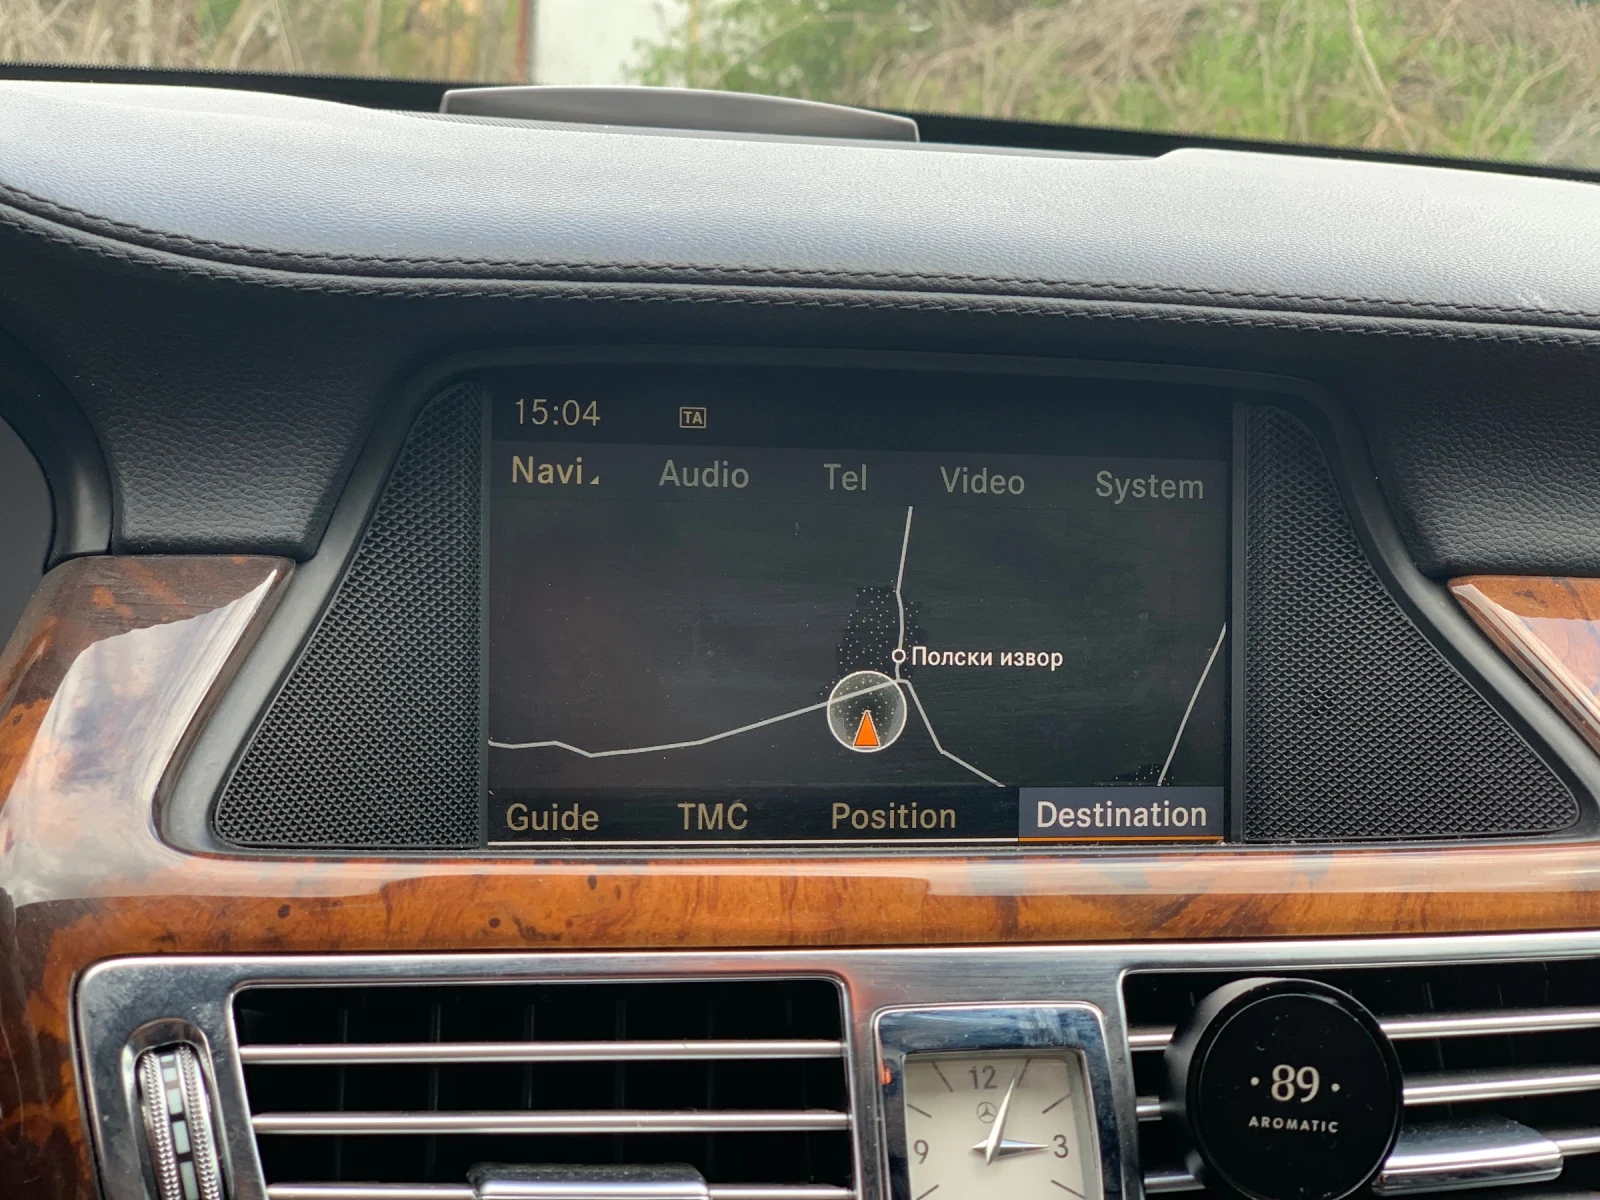 15:04 TA
Navi Audio Tel Video System
Полски извор
Guide TMC Position Destination
12
9 3
· 89 ·
AROMATIC